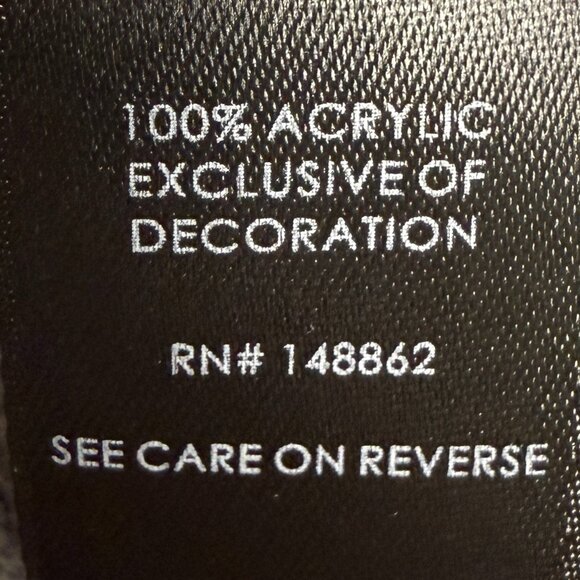 100% ACRYLIC
EXCLUSIVE OF
DECORATION
RN# 148862
SEE CARE ON REVERSE